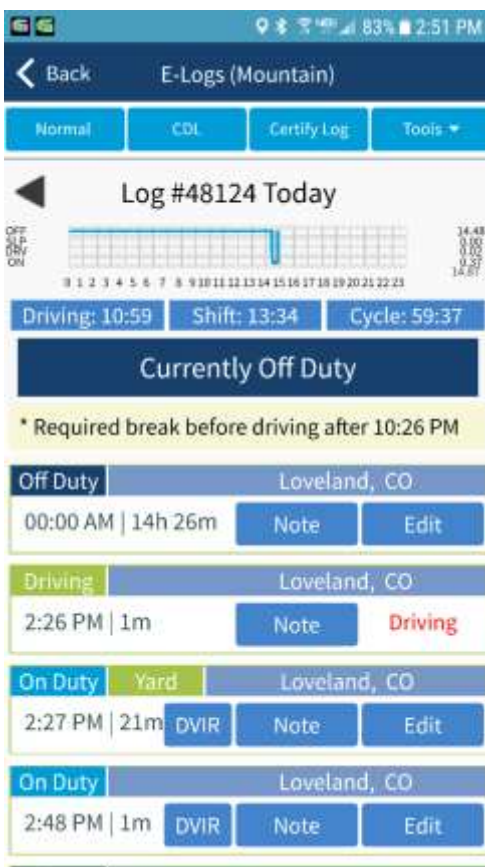 83% 2:51 PM
Back E-Logs (Mountain)
Normal CDL Certify Log Tools
Log #48124 Today
OFF 14.48
SLP 0.00
DRV 0.02
ON 0.37
14.87
0 1 2 3 4 5 6 7 8 9 10 11 12 13 14 15 16 17 18 19 20 21 22 23
Driving: 10:59 Shift: 13:34 Cycle: 59:37
Currently Off Duty
* Required break before driving after 10:26 PM
Off Duty Loveland, CO
00:00 AM | 14h 26m Note Edit
Driving Loveland, CO
2:26 PM | 1m Note Driving
On Duty Yard Loveland, CO
2:27 PM | 21m DVIR Note Edit
On Duty Loveland, CO
2:48 PM | 1m DVIR Note Edit